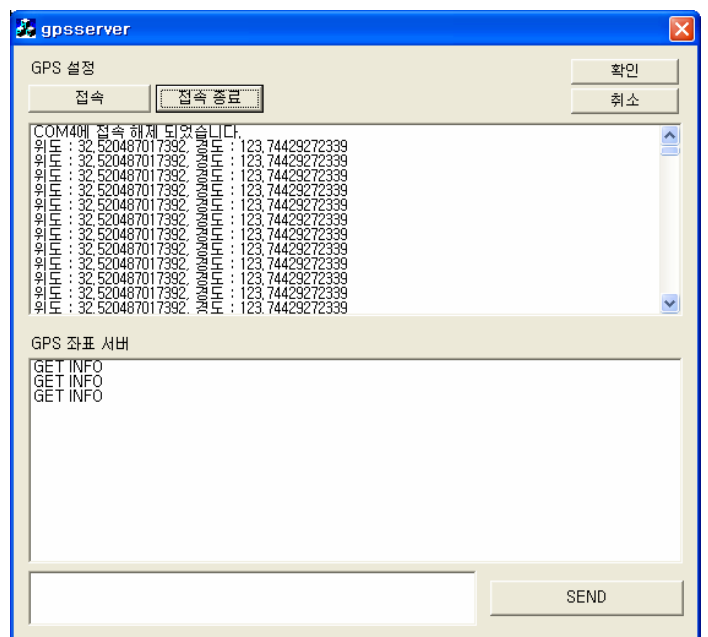 gpsserver
GPS 설정
확인
접속
접속 종료
취소
COM4에 접속 해제 되었습니다.
위도 : 32.520487017392, 경도 : 123.74429272339
위도 : 32.520487017392, 경도 : 123.74429272339
위도 : 32.520487017392, 경도 : 123.74429272339
위도 : 32.520487017392, 경도 : 123.74429272339
위도 : 32.520487017392, 경도 : 123.74429272339
위도 : 32.520487017392, 경도 : 123.74429272339
위도 : 32.520487017392, 경도 : 123.74429272339
위도 : 32.520487017392, 경도 : 123.74429272339
위도 : 32.520487017392, 경도 : 123.74429272339
위도 : 32.520487017392, 경도 : 123.74429272339
위도 : 32.520487017392, 경도 : 123.74429272339
위도 : 32.520487017392, 경도 : 123.74429272339
GPS 좌표 서버
GET INFO
GET INFO
GET INFO
SEND